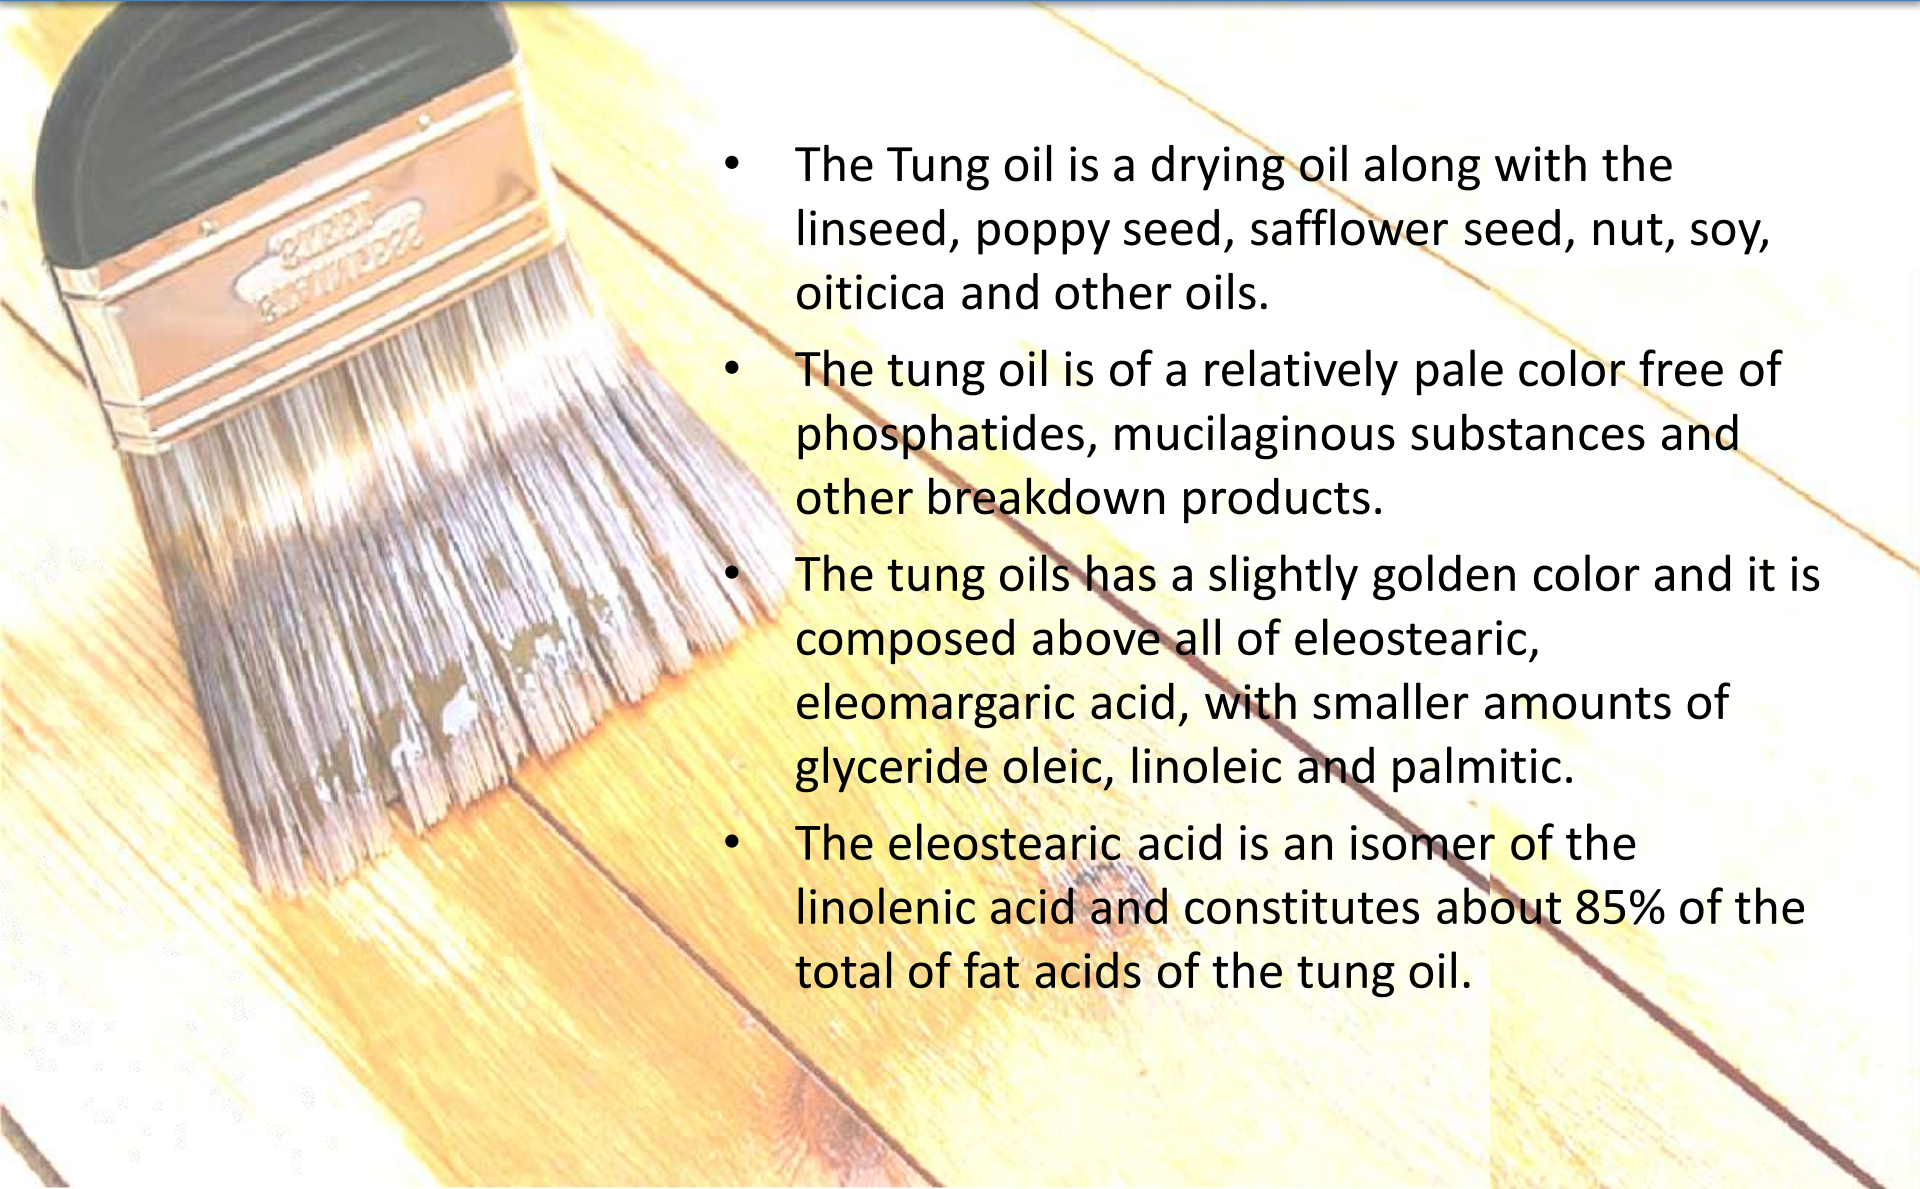 • The Tung oil is a drying oil along with the
linseed, poppy seed, safflower seed, nut, soy,
oiticica and other oils.
• The tung oil is of a relatively pale color free of
phosphatides, mucilaginous substances and
other breakdown products.
• The tung oils has a slightly golden color and it is
composed above all of eleostearic,
eleomargaric acid, with smaller amounts of
glyceride oleic, linoleic and palmitic.
• The eleostearic acid is an isomer of the
linolenic acid and constitutes about 85% of the
total of fat acids of the tung oil.